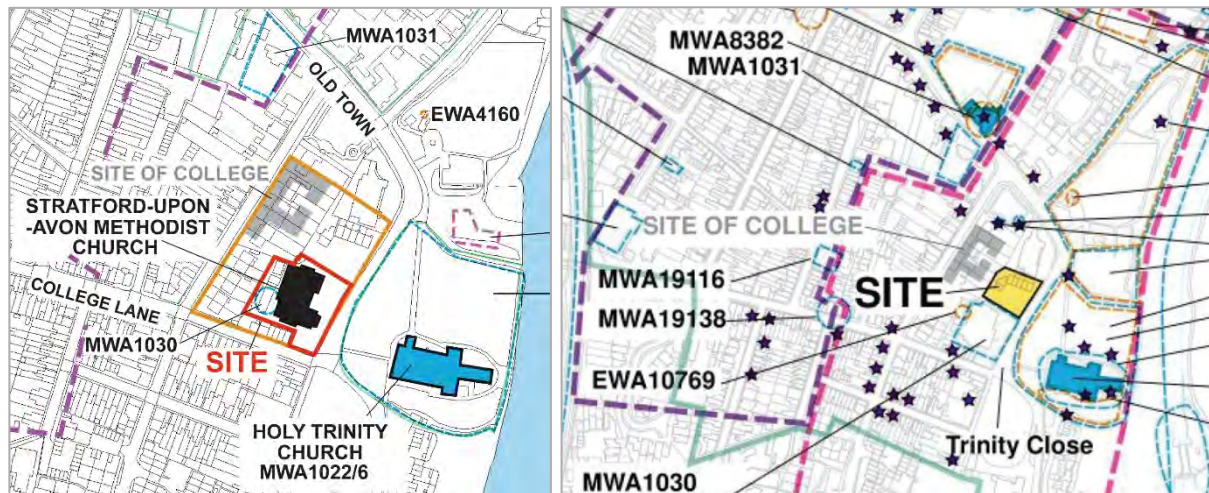 MWA1031
OLD TOWN
EWA4160
SITE OF COLLEGE
STRATFORD-UPON
-AVON METHODIST
CHURCH
COLLEGE LANE
MWA1030
SITE
HOLY TRINITY
CHURCH
MWA1022/6
MWA8382
MWA1031
SITE OF COLLEGE
MWA19116
SITE
MWA19138
EWA10769
Trinity Close
MWA1030